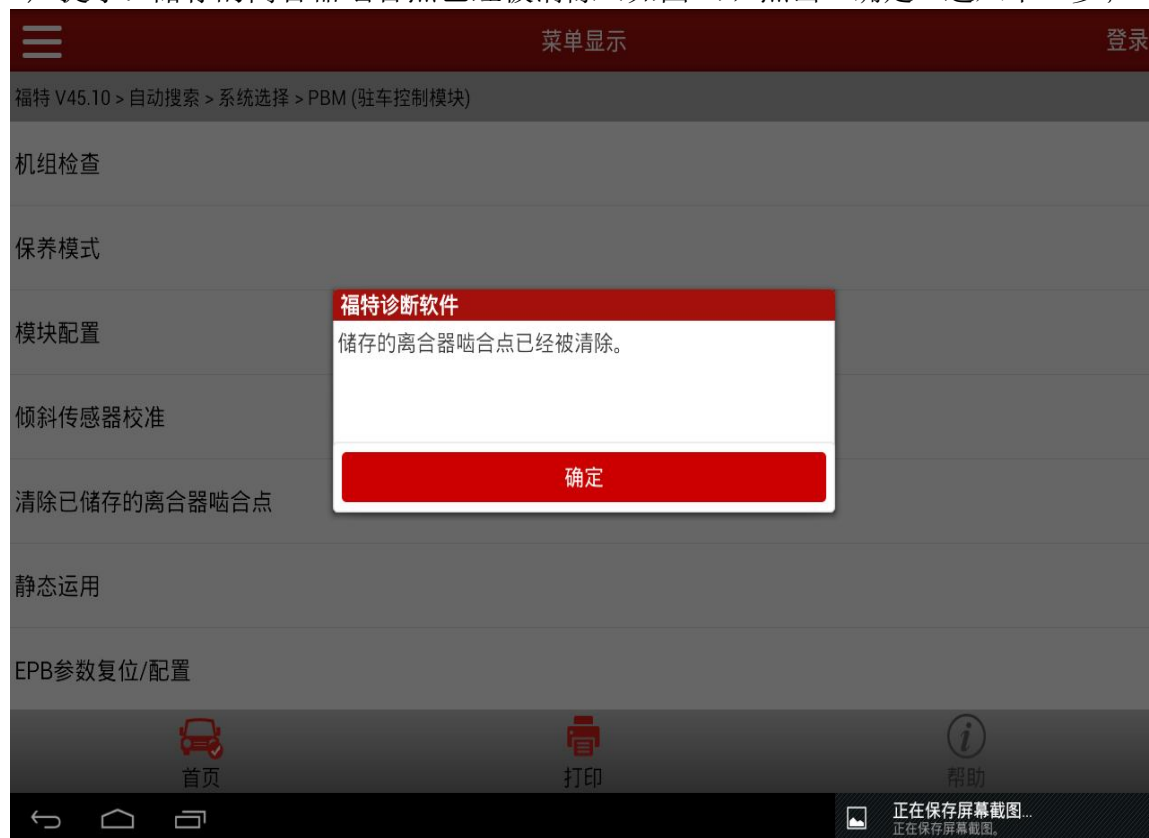 菜单显示
登录
福特 V45.10 > 自动搜索 > 系统选择 > PBM (驻车控制模块)
机组检查
保养模式
福特诊断软件
模块配置
储存的离合器啮合点已经被清除。
倾斜传感器校准
确定
清除已储存的离合器啮合点
静态运用
EPB参数复位/配置
首页
打印
帮助
正在保存屏幕截图...
正在保存屏幕截图。